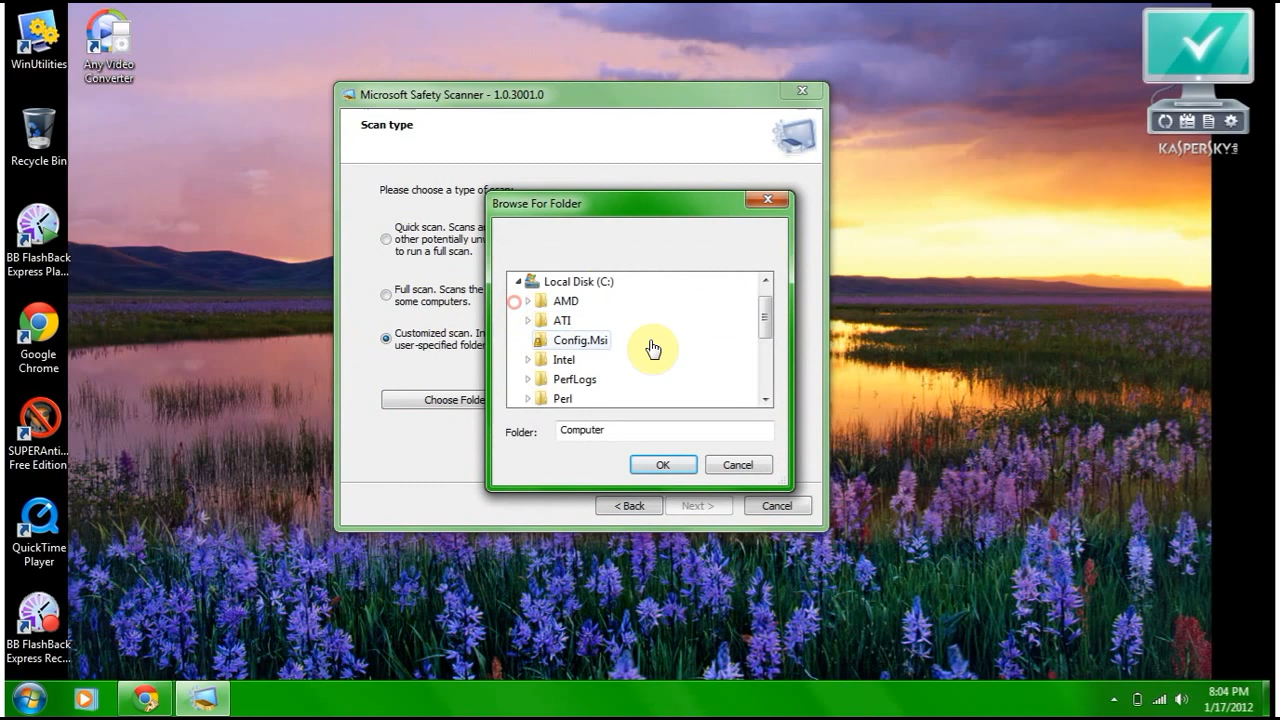 WinUtilities
Any Video
Converter
Recycle Bin
BB FlashBack
Express Pla...
Google
Chrome
SUPERAnti...
Free Edition
QuickTime
Player
BB FlashBack
Express Rec...
KASPERSKY
Microsoft Safety Scanner - 1.0.3001.0
Scan type
Please choose a type of scan:
Quick scan. Scans
other potentially
to run a full scan.
Full scan. Scans the
some computers.
Customized scan. In
user-specified folder
Choose Folde
< Back
Next >
Cancel
Browse For Folder
Local Disk (C:)
AMD
ATI
Config.Msi
Intel
PerfLogs
Perl
Folder:
Computer
OK
Cancel
8:04 PM
1/17/2012